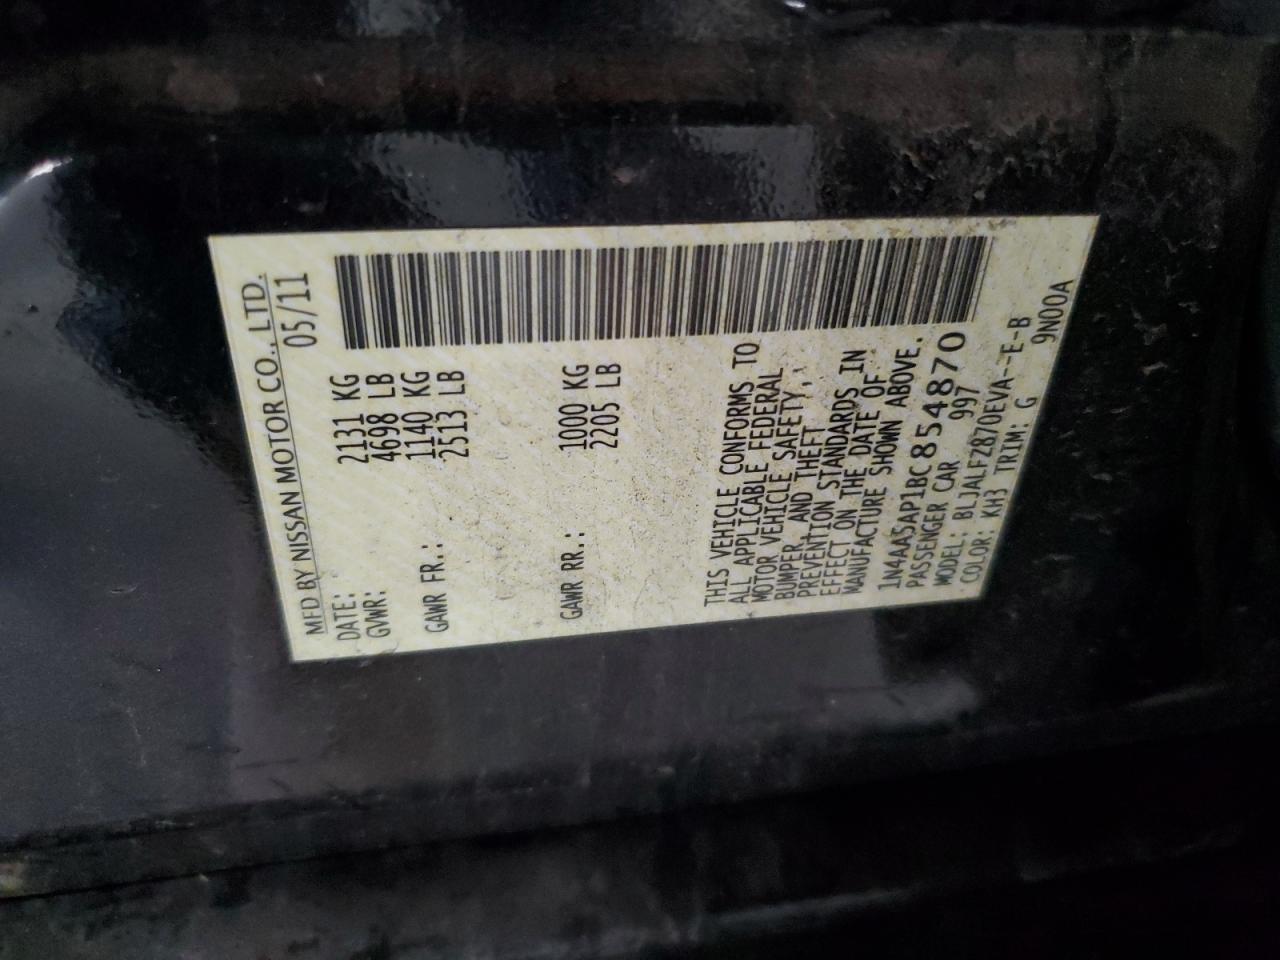 MFD BY NISSAN MOTOR CO., LTD.
DATE: 05/11
GVWR: 2131 KG
4698 LB
GAWR FR.: 1140 KG
2513 LB
GAWR RR.: 1000 KG
2205 LB
THIS VEHICLE CONFORMS TO
ALL APPLICABLE FEDERAL
MOTOR VEHICLE SAFETY,
BUMPER, AND THEFT
PREVENTION STANDARDS IN
EFFECT ON THE DATE OF
MANUFACTURE SHOWN ABOVE.
1N4AA5AP1BC854870
PASSENGER CAR 997
MODEL: BLJALFZ870EVA--E-B
COLOR: KH3 TRIM: G 9N00A